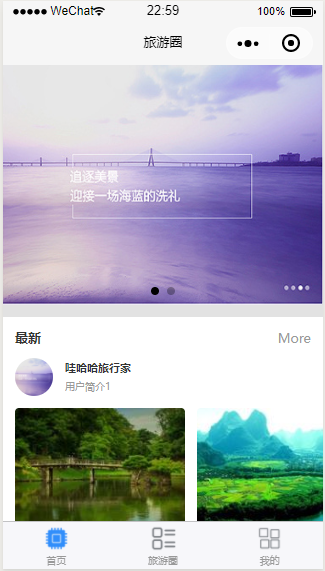 WeChat 22:59 100%
旅游圈
追逐美景
迎接一场海蓝的洗礼
最新 More
哇哈哈旅行家
用户简介1
首页 旅游圈 我的